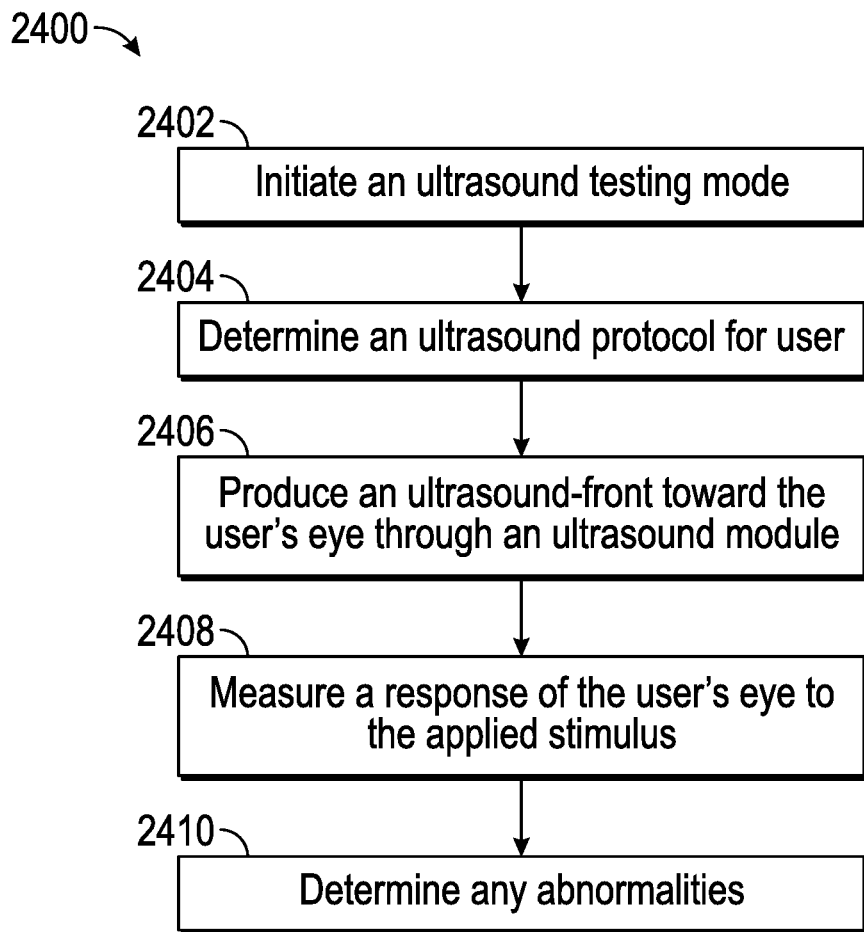 2400
2402
Initiate an ultrasound testing mode
2404
Determine an ultrasound protocol for user
2406
Produce an ultrasound-front toward the
user’s eye through an ultrasound module
2408
Measure a response of the user’s eye to
the applied stimulus
2410
Determine any abnormalities